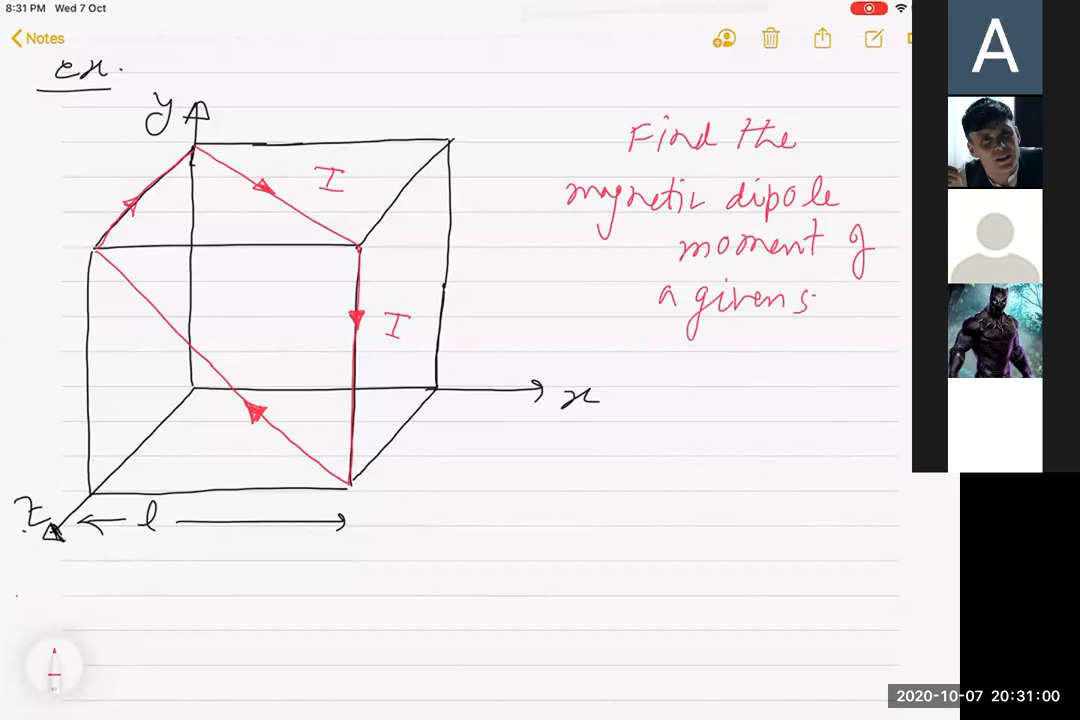 8:31 PM Wed 7 Oct
Notes
ex.
y
I
I
x
z
l
Find the
magnetic dipole
moment of
a given s
A
2020-10-07 20:31:00